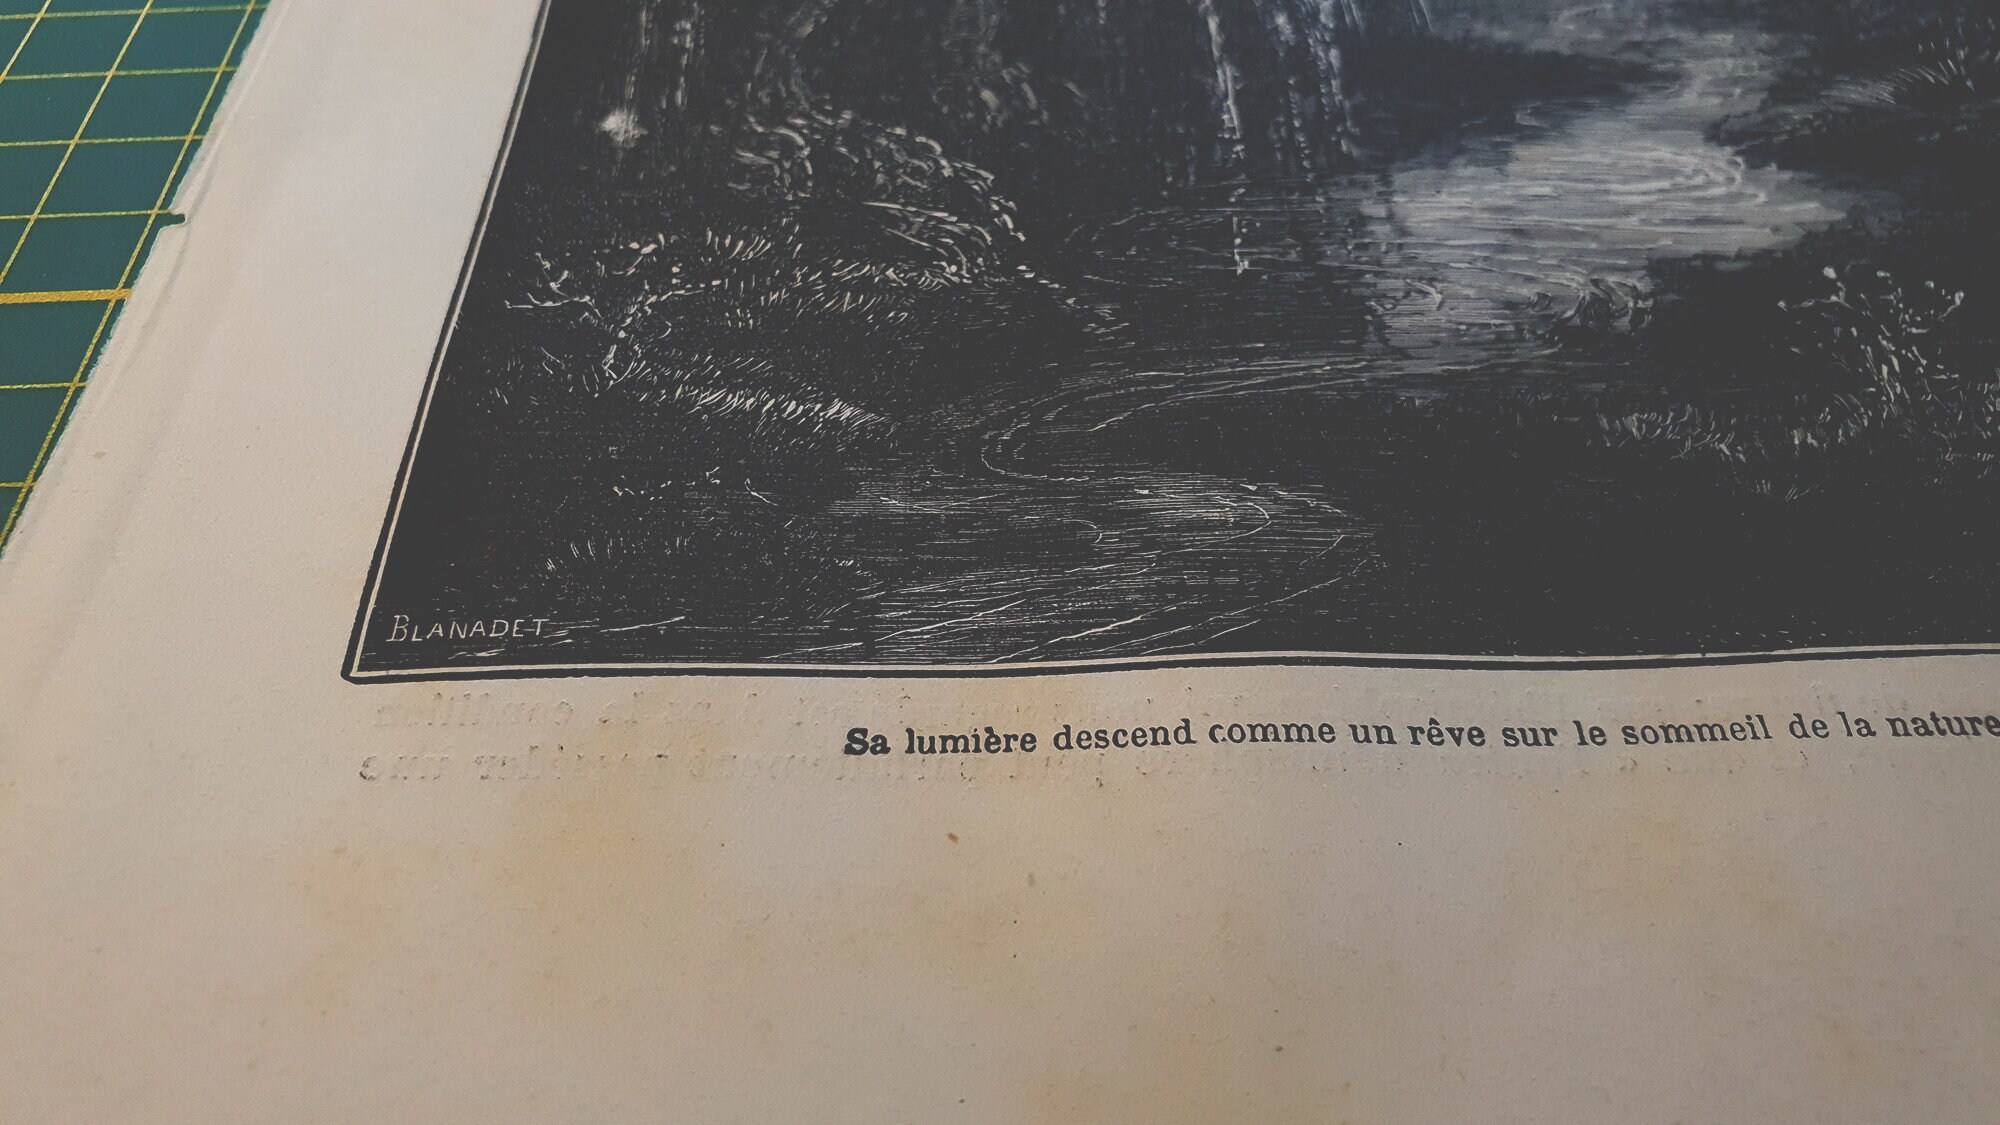 BLANADET
Sa lumière descend comme un rêve sur le sommeil de la nature